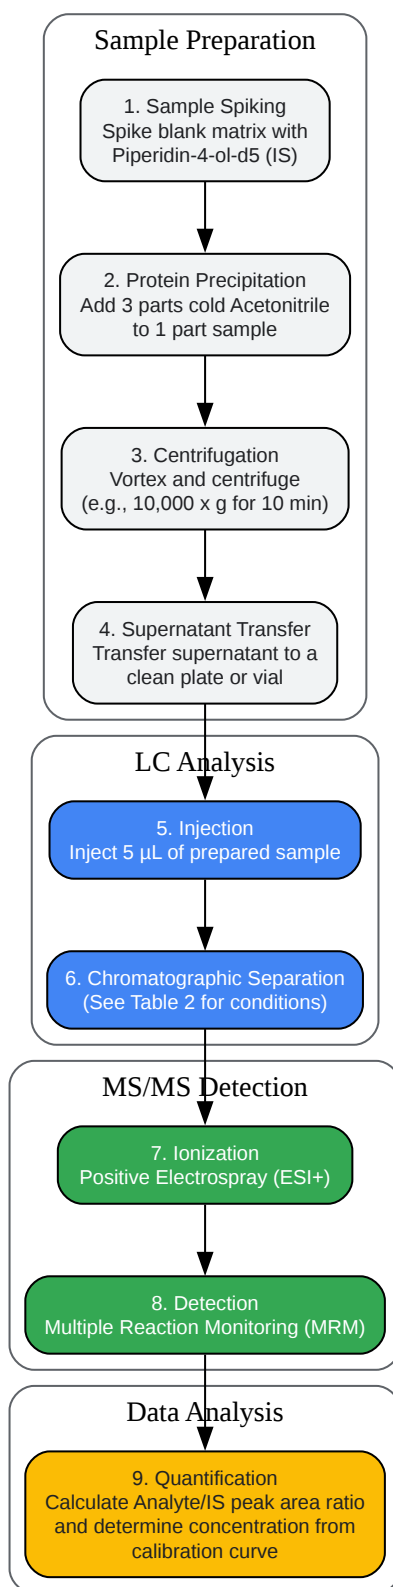 Sample Preparation
1. Sample Spiking
Spike blank matrix with
Piperidin-4-ol-d5 (IS)
2. Protein Precipitation
Add 3 parts cold Acetonitrile
to 1 part sample
3. Centrifugation
Vortex and centrifuge
(e.g., 10,000 x g for 10 min)
4. Supernatant Transfer
Transfer supernatant to a
clean plate or vial
LC Analysis
5. Injection
Inject 5 µL of prepared sample
6. Chromatographic Separation
(See Table 2 for conditions)
MS/MS Detection
7. Ionization
Positive Electrospray (ESI+)
8. Detection
Multiple Reaction Monitoring (MRM)
Data Analysis
9. Quantification
Calculate Analyte/IS peak area ratio
and determine concentration from
calibration curve